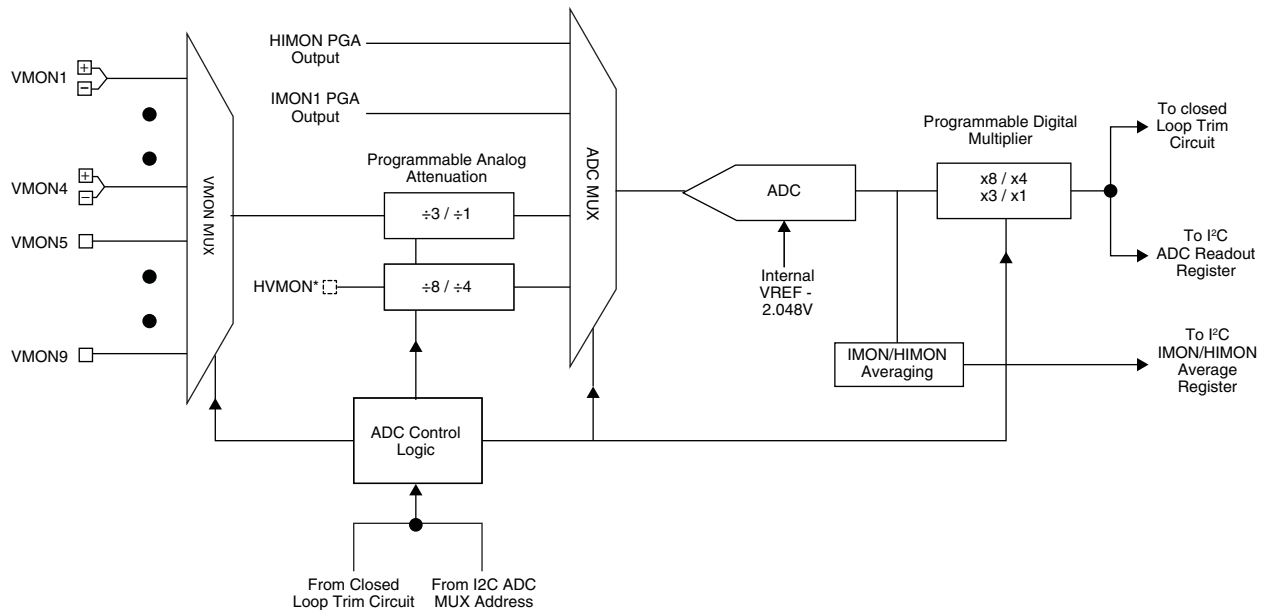 HIMON PGA
Output
IMON1 PGA
Output
VMON1
+
−
VMON4
+
−
VMON5
VMON9
VMON MUX
Programmable Analog
Attenuation
÷3 / ÷1
HVMON*
÷8 / ÷4
ADC MUX
ADC
Internal
VREF -
2.048V
Programmable Digital
Multiplier
x8 / x4
x3 / x1
To closed
Loop Trim
Circuit
To I²C
ADC Readout
Register
IMON/HIMON
Averaging
To I²C
IMON/HIMON
Average
Register
ADC Control
Logic
From Closed
Loop Trim Circuit
From I2C ADC
MUX Address